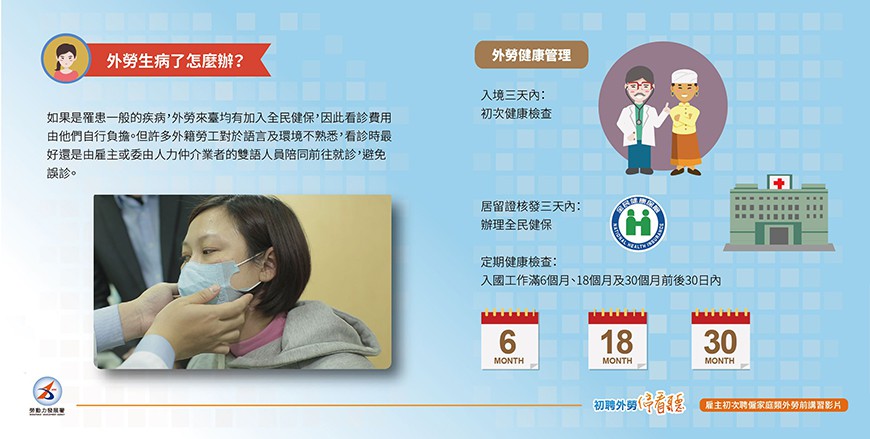 外勞生病了怎麼辦?
如果是罹患一般的疾病,外勞來臺均有加入全民健保,因此看診費用
由他們自行負擔。但許多外籍勞工對於語言及環境不熟悉,看診時最
好還是由雇主或委由人力仲介業者的雙語人員陪同前往就診,避免
誤診。
外勞健康管理
入境三天內:
初次健康檢查
居留證核發三天內:
辦理全民健保
全民健康保險
NATIONAL HEALTH INSURANCE
定期健康檢查:
入國工作滿6個月、18個月及30個月前後30日內
6
MONTH
18
MONTH
30
MONTH
勞動力發展署
WORKFORCE DEVELOPMENT AGENCY
初聘外勞停看聽
雇主初次聘僱家庭類外勞前講習影片